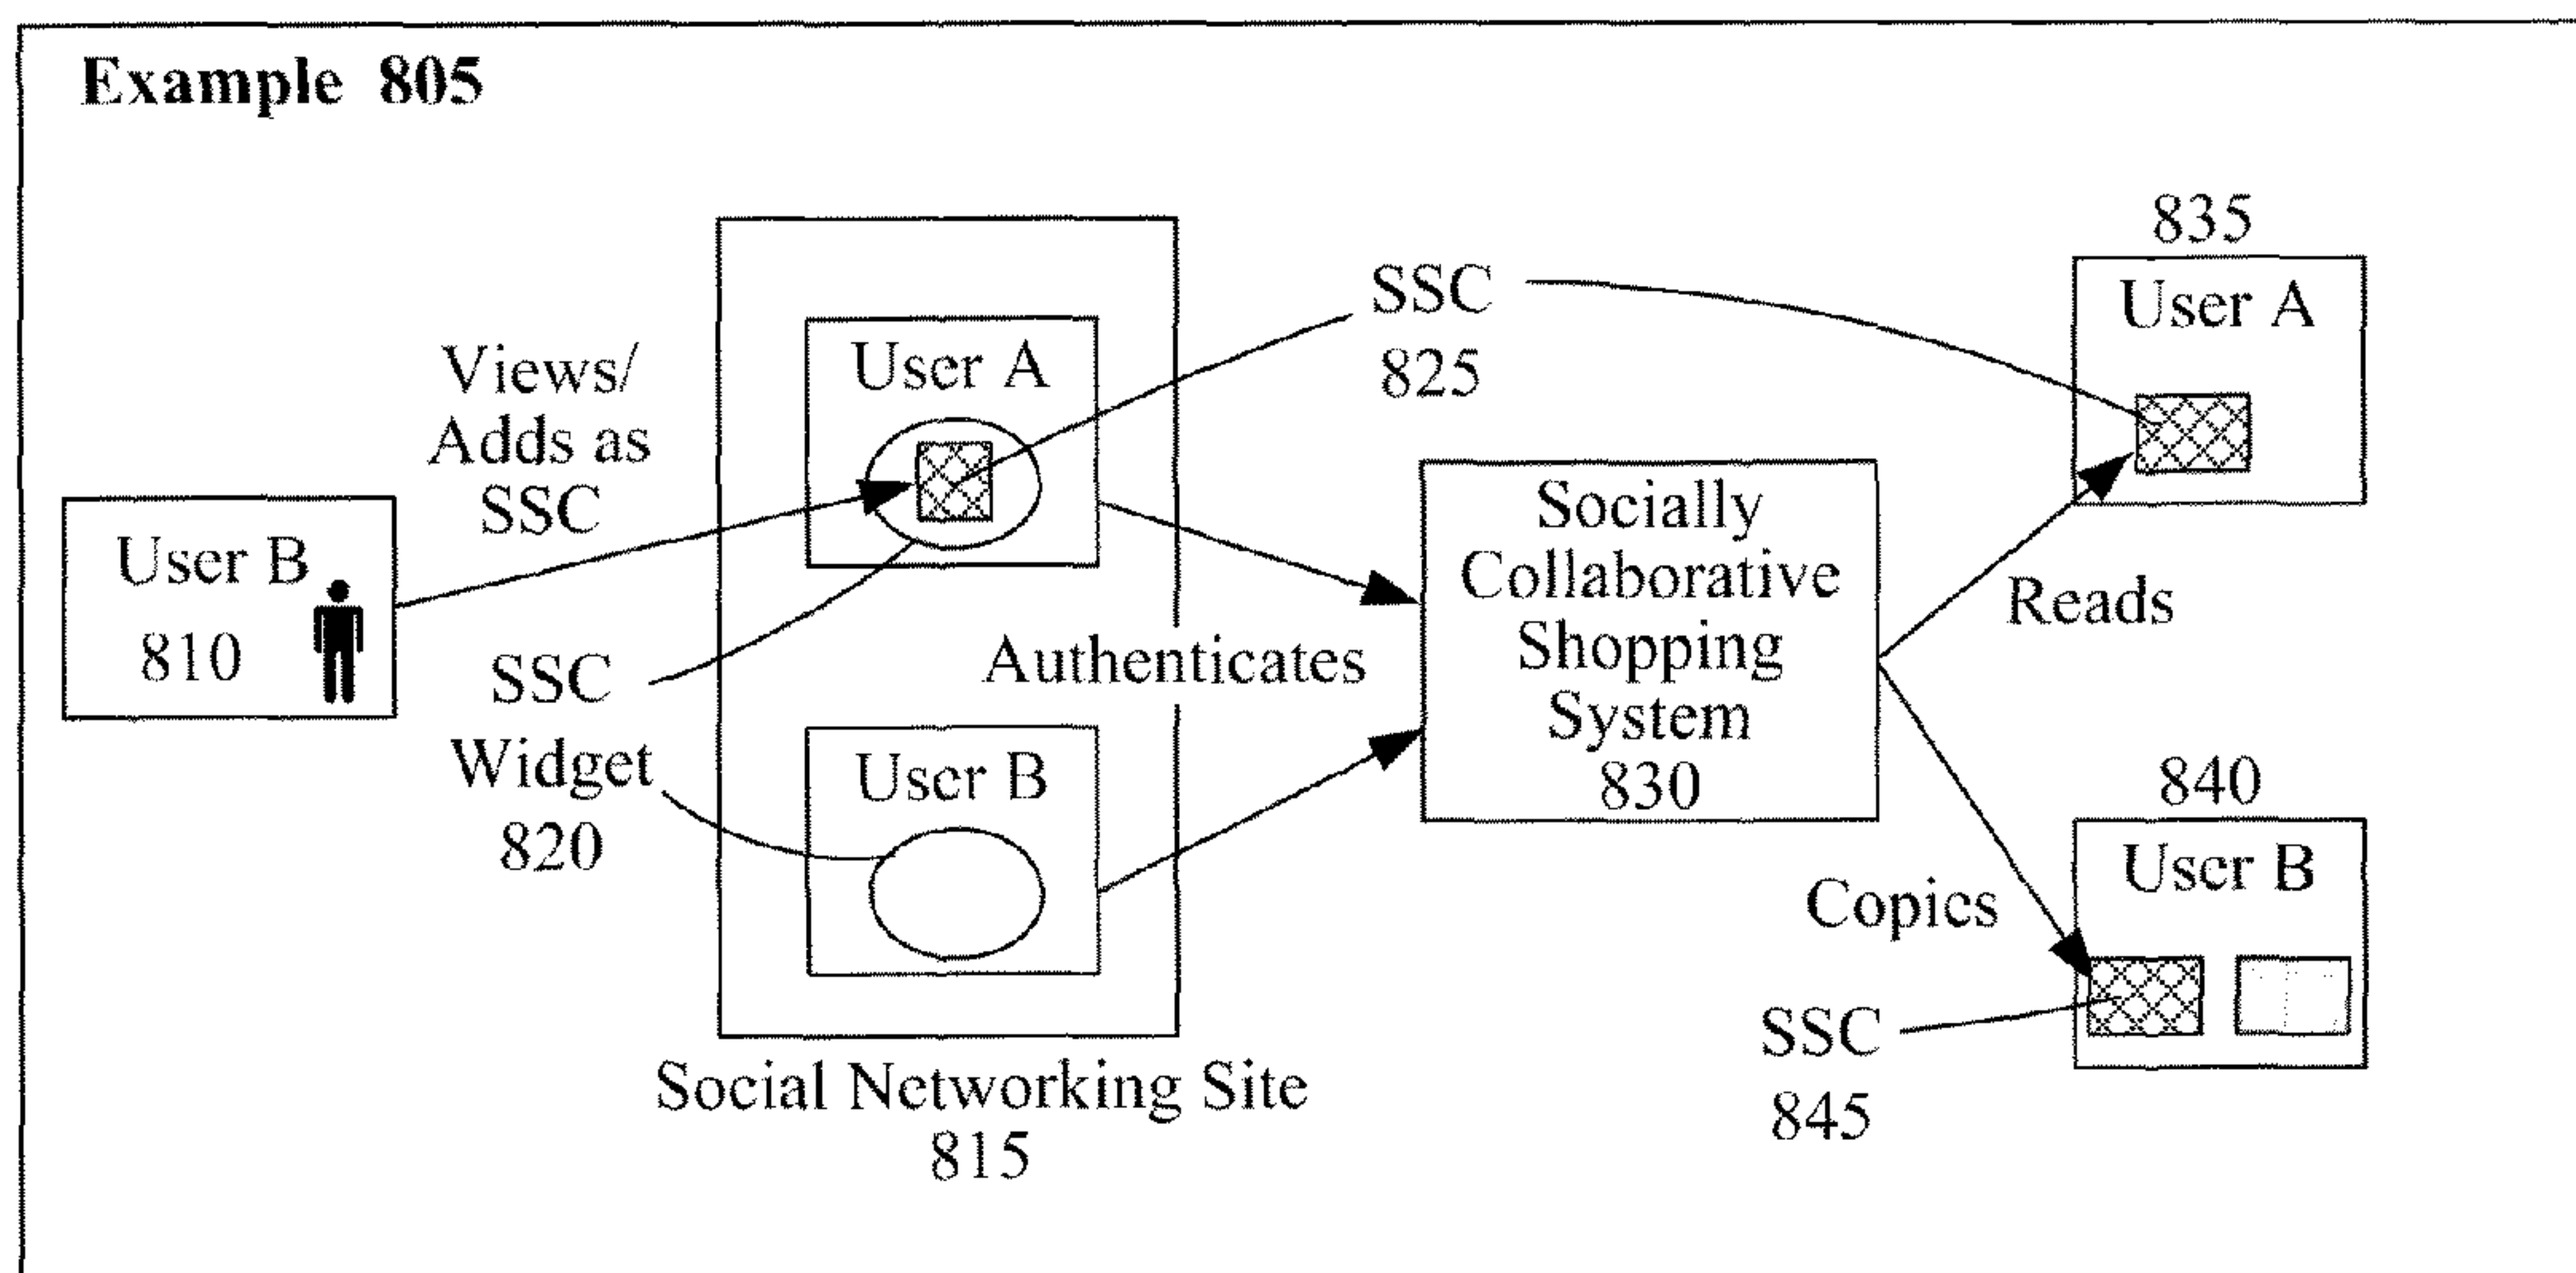 Example 805
User B
810
Views/
Adds as
SSC
SSC
Widget
820
User A
User B
Authenticates
Social Networking Site
815
SSC
825
Socially
Collaborative
Shopping
System
830
835
User A
Reads
840
User B
Copies
SSC
845